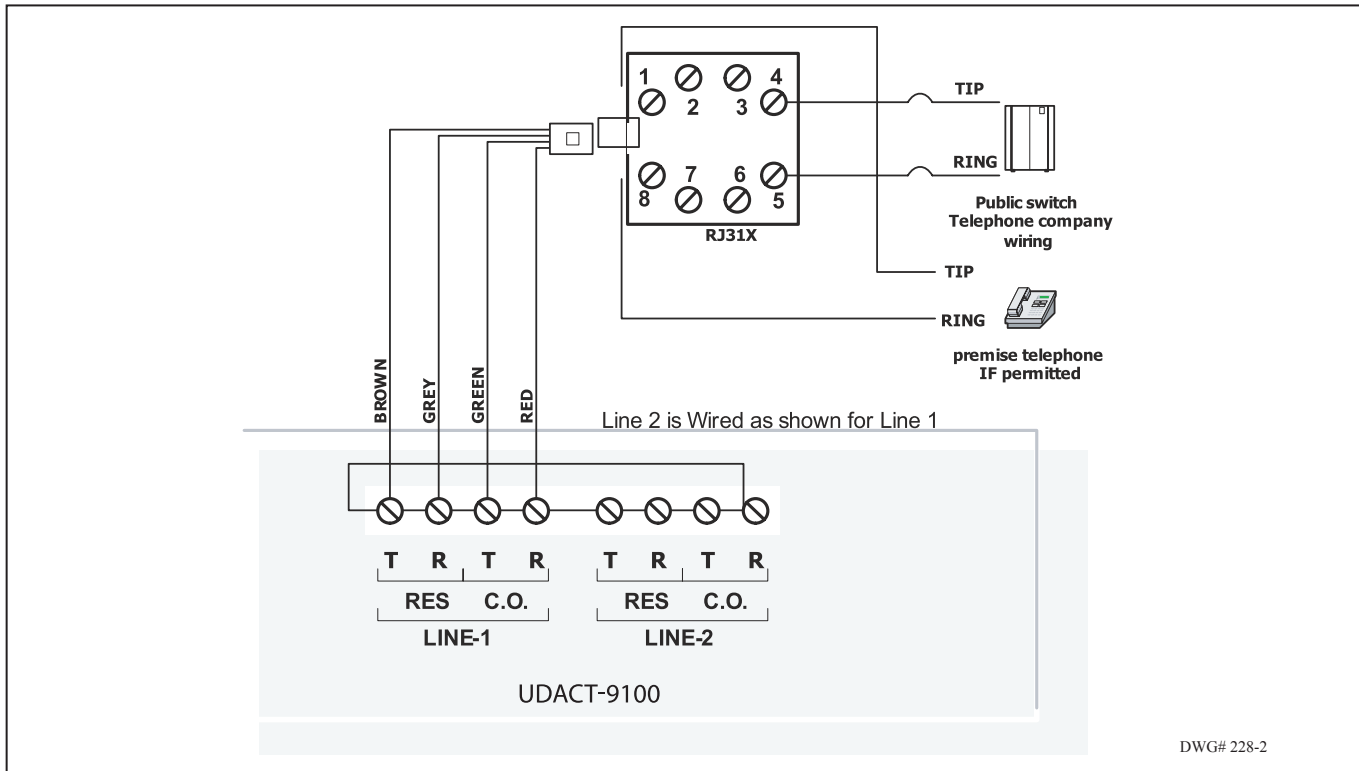 1
4
2
3
TIP
7
6
RING
8
5
RJ31X
Public switch
Telephone company
wiring
TIP
RING
premise telephone
IF permitted
BROWN
GREY
GREEN
RED
Line 2 is Wired as shown for Line 1
T R T R T R T R
RES C.O. RES C.O.
LINE-1 LINE-2
UDACT-9100
DWG# 228-2